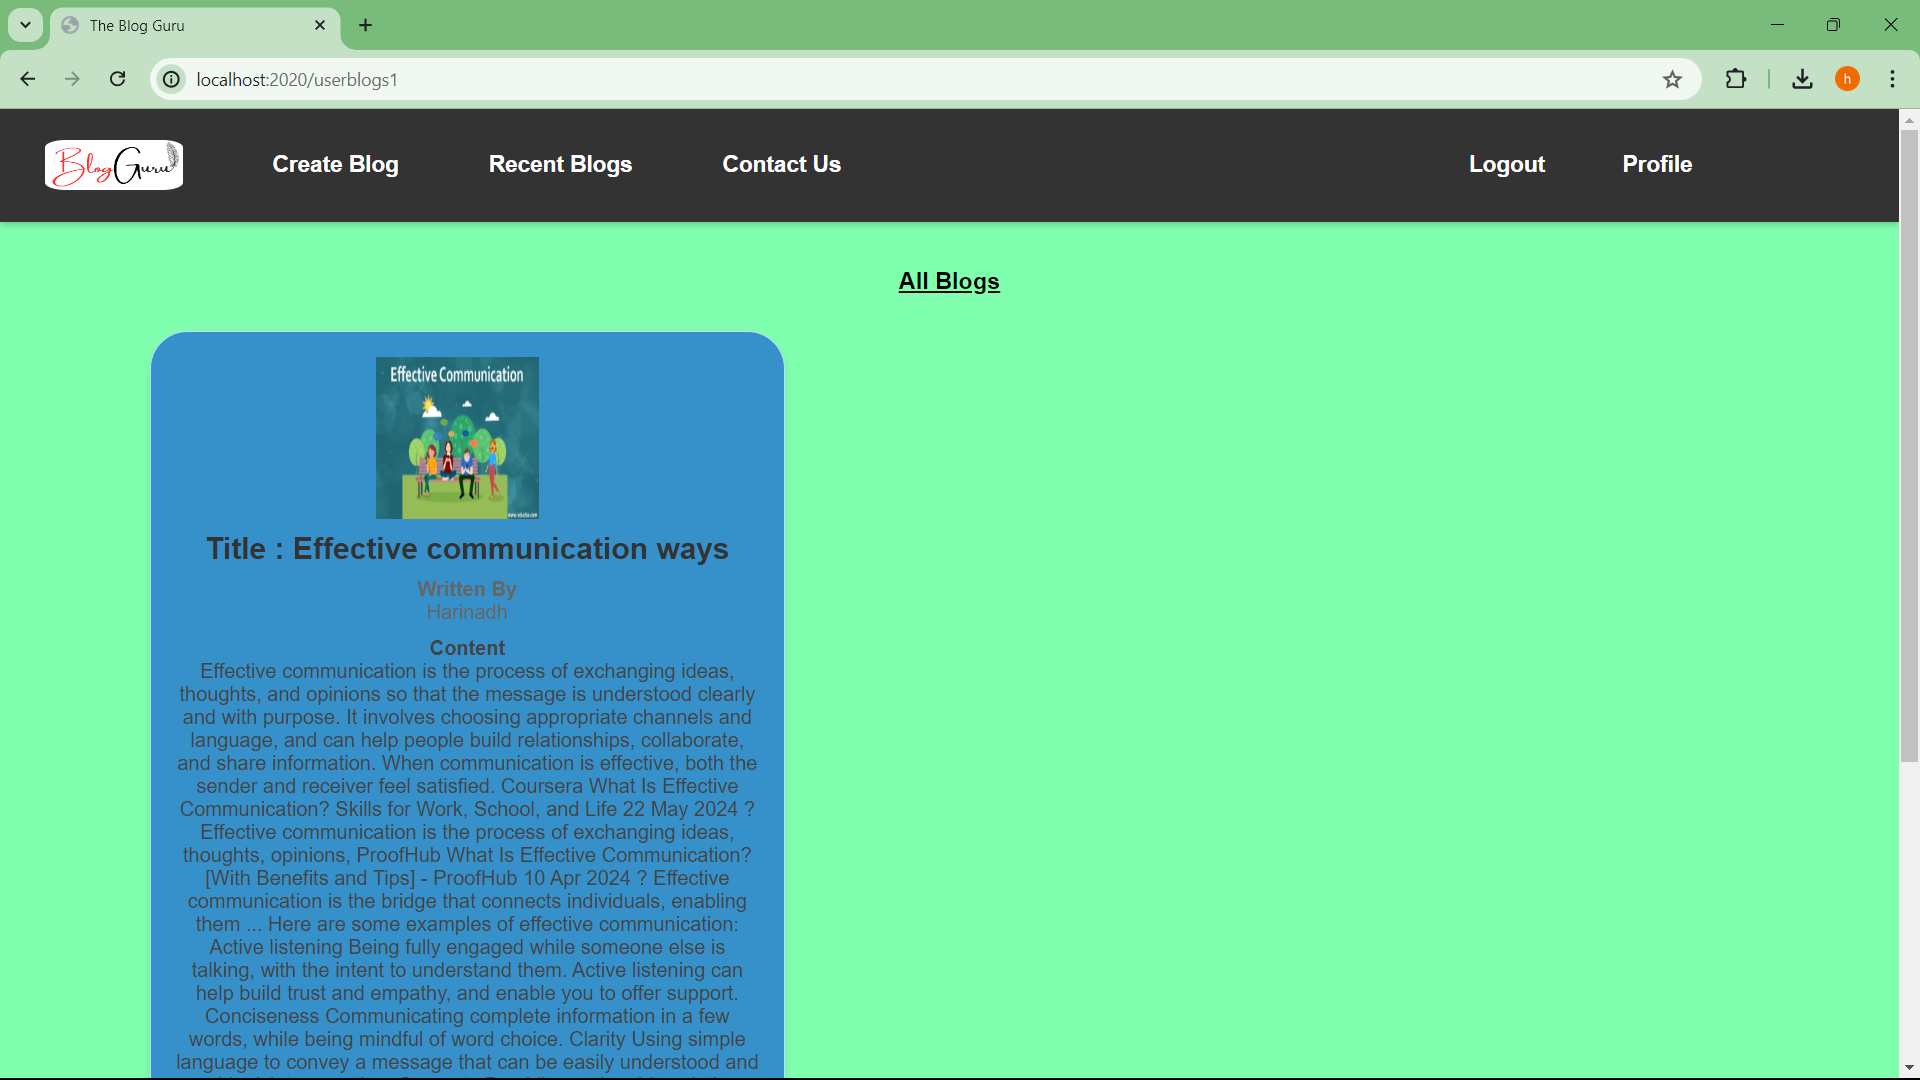 The Blog Guru
localhost:2020/userblogs1
h
Blog Guru
Create Blog
Recent Blogs
Contact Us
Logout
Profile
All Blogs
Effective Communication
www.educba.com
Title : Effective communication ways
Written By
Harinadh
Content
Effective communication is the process of exchanging ideas,
thoughts, and opinions so that the message is understood clearly
and with purpose. It involves choosing appropriate channels and
language, and can help people build relationships, collaborate,
and share information. When communication is effective, both the
sender and receiver feel satisfied. Coursera What Is Effective
Communication? Skills for Work, School, and Life 22 May 2024 ?
Effective communication is the process of exchanging ideas,
thoughts, opinions, ProofHub What Is Effective Communication?
[With Benefits and Tips] - ProofHub 10 Apr 2024 ? Effective
communication is the bridge that connects individuals, enabling
them ... Here are some examples of effective communication:
Active listening Being fully engaged while someone else is
talking, with the intent to understand them. Active listening can
help build trust and empathy, and enable you to offer support.
Conciseness Communicating complete information in a few
words, while being mindful of word choice. Clarity Using simple
language to convey a message that can be easily understood and